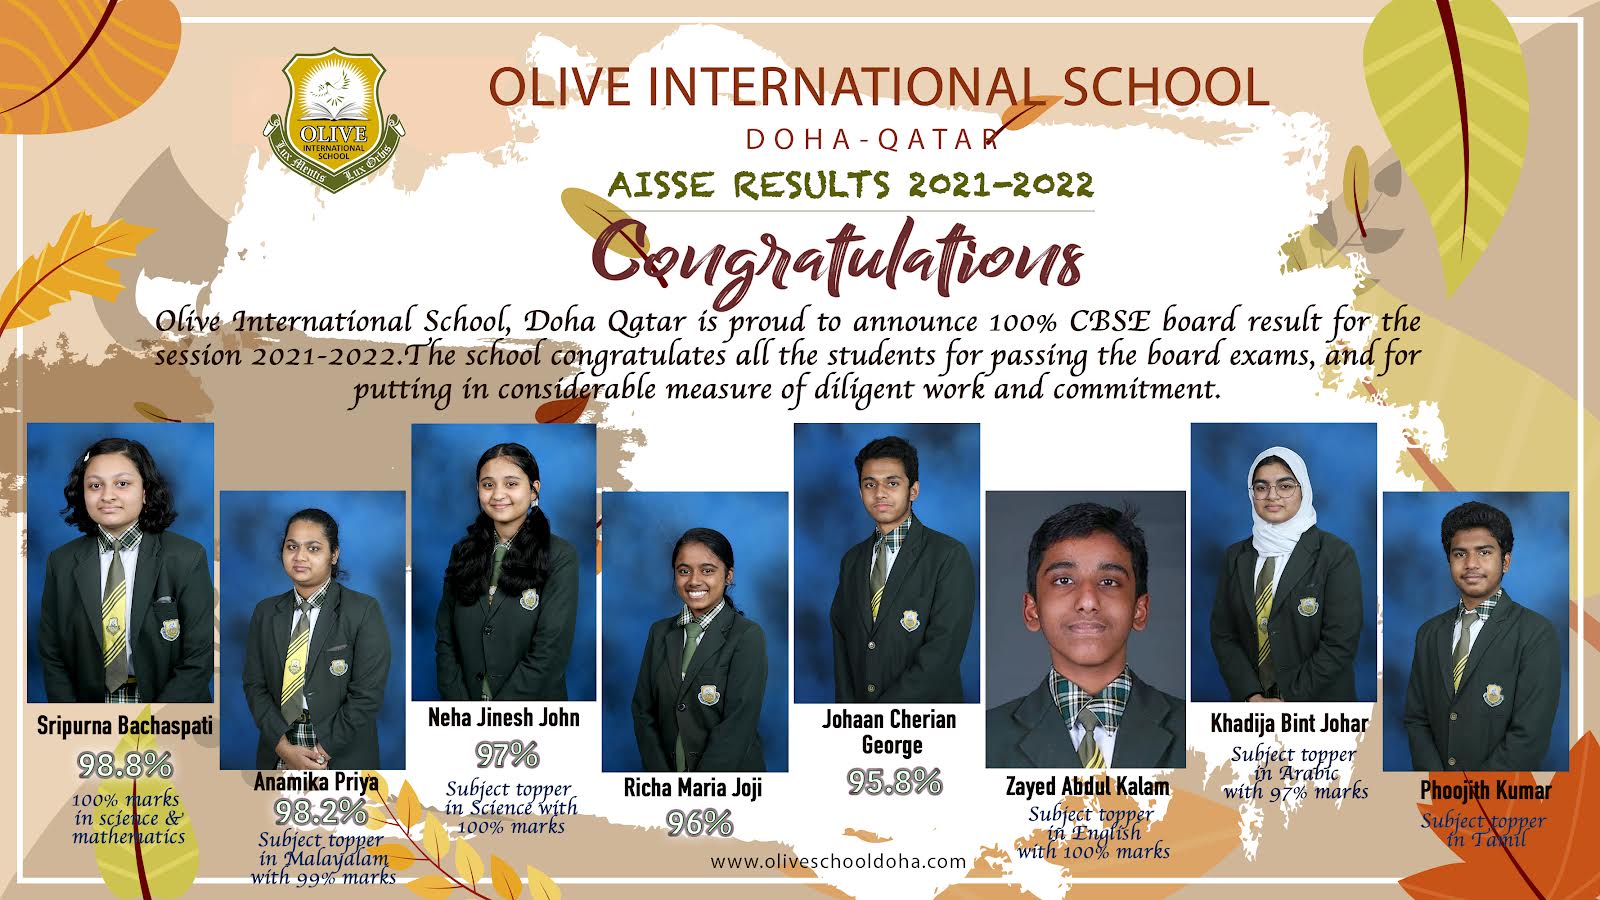 OLIVE
INTERNATIONAL
SCHOOL
Lux Mentis Lux Orbis
OLIVE INTERNATIONAL SCHOOL
DOHA-QATAR
AISSE RESULTS 2021-2022
Congratulations
Olive International School, Doha Qatar is proud to announce 100% CBSE board result for the
session 2021-2022.The school congratulates all the students for passing the board exams, and for
putting in considerable measure of diligent work and commitment.
Sripurna Bachaspati
98.8%
100% marks
in science &
mathematics
Anamika Priya
98.2%
Subject topper
in Malayalam
with 99% marks
Neha Jinesh John
97%
Subject topper
in Science with
100% marks
Richa Maria Joji
96%
Johaan Cherian
George
95.8%
Zayed Abdul Kalam
Subject topper
in English
with 100% marks
Khadija Bint Johar
Subject topper
in Arabic
with 97% marks
Phoojith Kumar
Subject topper
in Tamil
www.oliveschooldoha.com